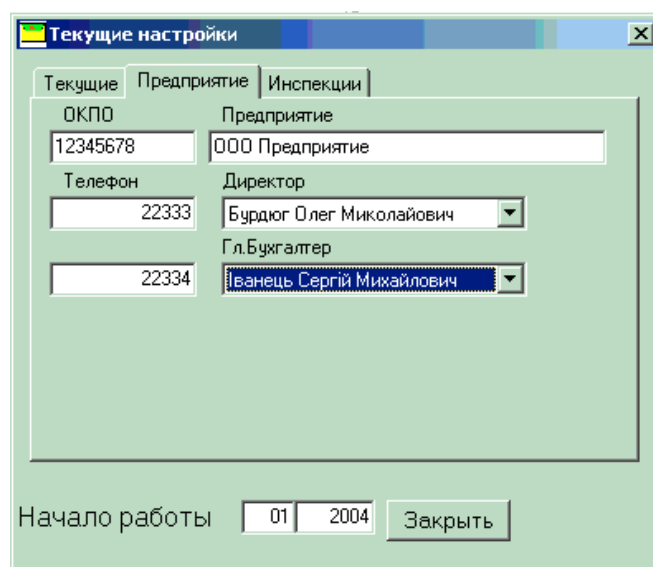 Текущие настройки
Текущие Предприятие Инспекции
ОКПО Предприятие
12345678 ООО Предприятие
Телефон Директор
22333 Бурдюг Олег Миколайович
Гл.Бухгалтер
22334 Іванець Сергій Михайлович
Начало работы 01 2004 Закрыть